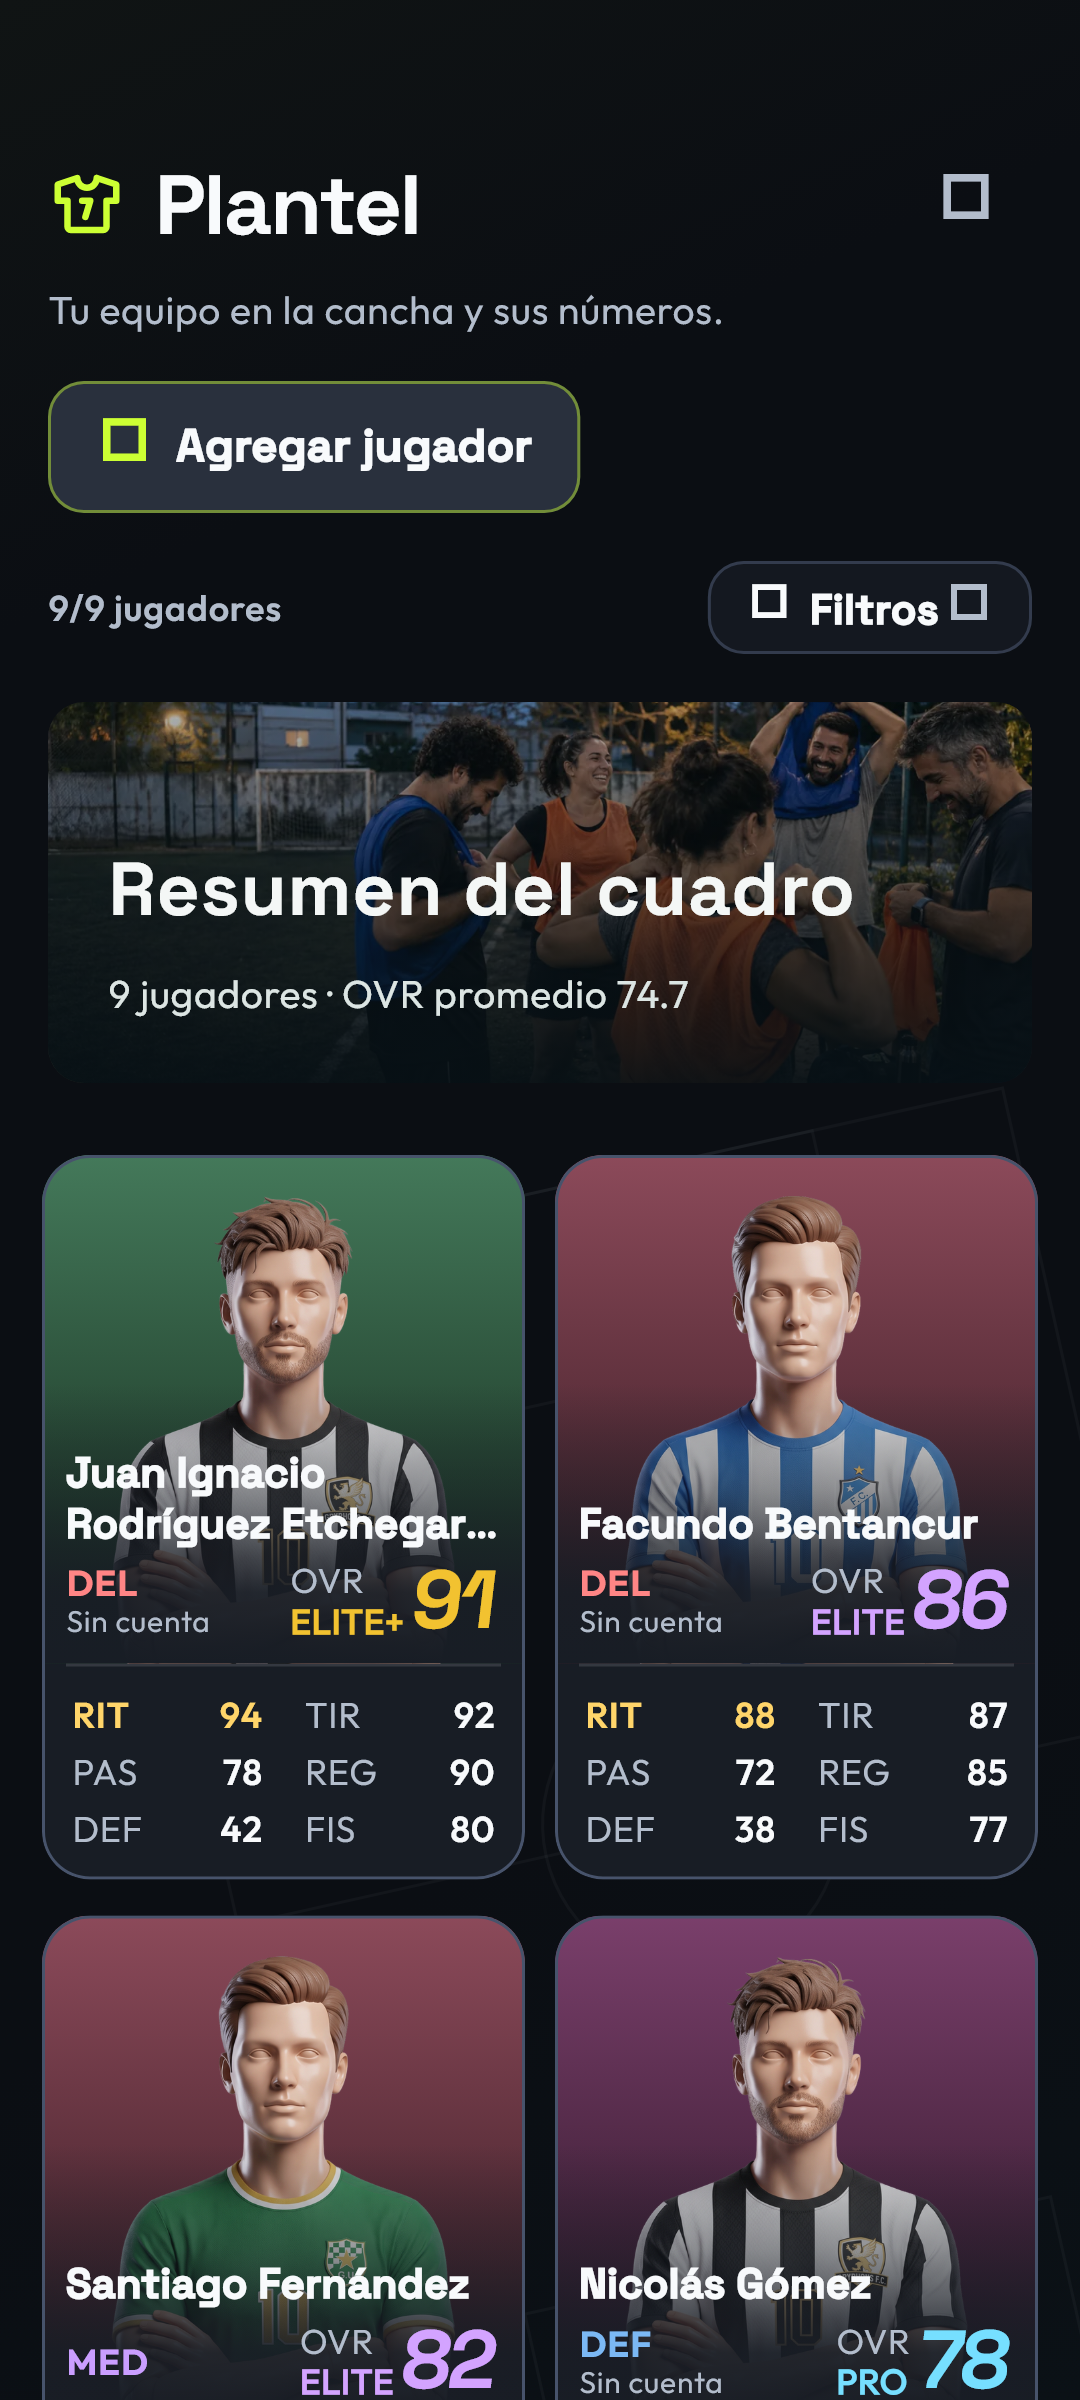 Plantel
Tu equipo en la cancha y sus números.
Agregar jugador
9/9 jugadores
Filtros
Resumen del cuadro
9 jugadores · OVR promedio 74.7
Juan Ignacio
Rodríguez Etchegar...
DEL
Sin cuenta
OVR
ELITE+
91
RIT 94 TIR 92
PAS 78 REG 90
DEF 42 FIS 80
Facundo Bentancur
DEL
Sin cuenta
OVR
ELITE
86
RIT 88 TIR 87
PAS 72 REG 85
DEF 38 FIS 77
Santiago Fernández
MED
OVR
ELITE
82
Nicolás Gómez
DEF
Sin cuenta
OVR
PRO
78